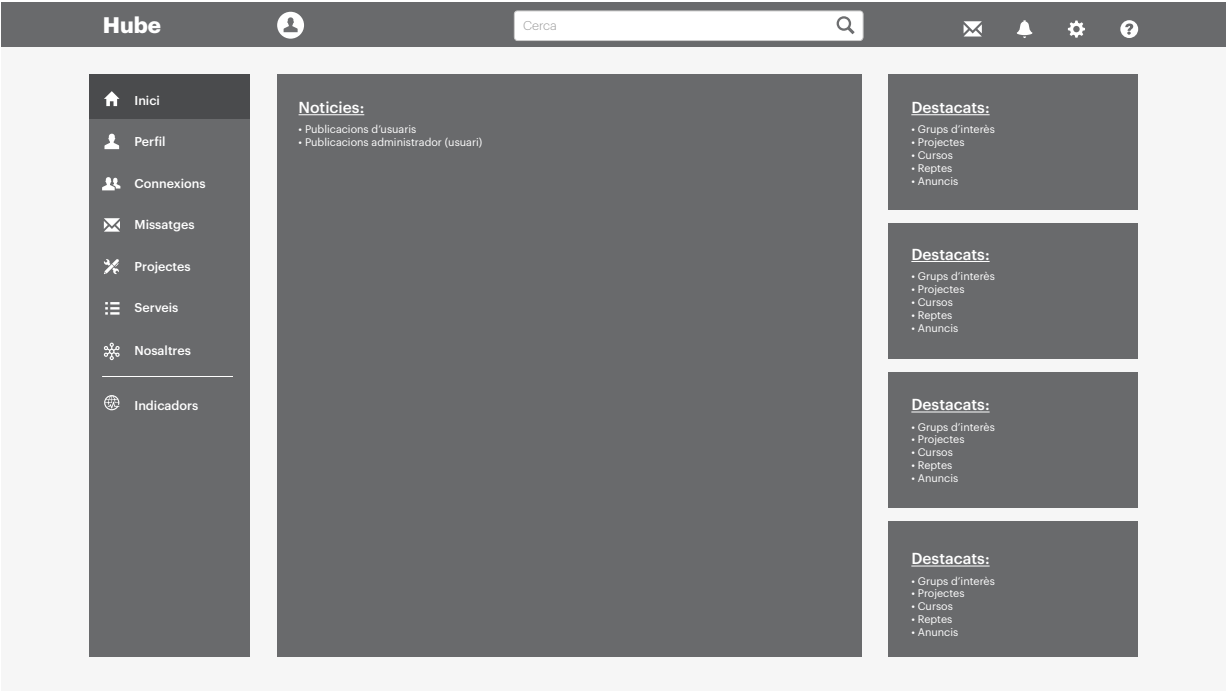 Hube
Cerca
Inici
Perfil
Connexions
Missatges
Projectes
Serveis
Nosaltres
Indicadors
Noticies:
• Publicacions d'usuaris
• Publicacions administrador (usuari)
Destacats:
• Grups d'interès
• Projectes
• Cursos
• Reptes
• Anuncis
Destacats:
• Grups d'interès
• Projectes
• Cursos
• Reptes
• Anuncis
Destacats:
• Grups d'interès
• Projectes
• Cursos
• Reptes
• Anuncis
Destacats:
• Grups d'interès
• Projectes
• Cursos
• Reptes
• Anuncis